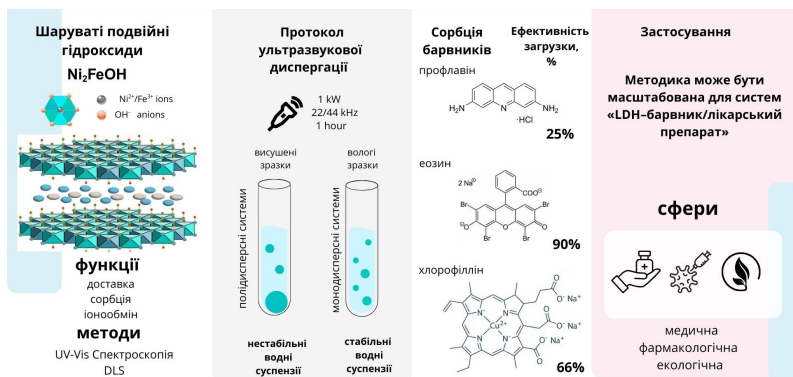 Шаруваті подвійні
гідроксиди
Ni₂FeOH
Ni²⁺/Fe³⁺ ions
OH⁻ anions
функції
доставка
сорбція
іонообмін
методи
UV-Vis Спектроскопія
DLS
Протокол
ультразвукової
диспергації
1 kW
22/44 kHz
1 hour
висушені
зразки
вологі
зразки
полідисперсні системи
монодисперсні системи
нестабільні
водні
суспензії
стабільні
водні
суспензії
Сорбція
барвників
Ефективність
загрузки,
%
профлавін
H₂N N NH₂
·HCl
25%
еозин
2 Na⊕
COO⊖
Br Br
⊖O O O
Br Br
90%
хлорофіллін
O
O⁻ Na⁺
N⁻ N
Cu²⁺
N N⁻
O
O⁻ Na⁺
O
O⁻ Na⁺
66%
Застосування
Методика може бути
масштабована для систем
«LDH–барвник/лікарський
препарат»
сфери
медична
фармакологічна
екологічна